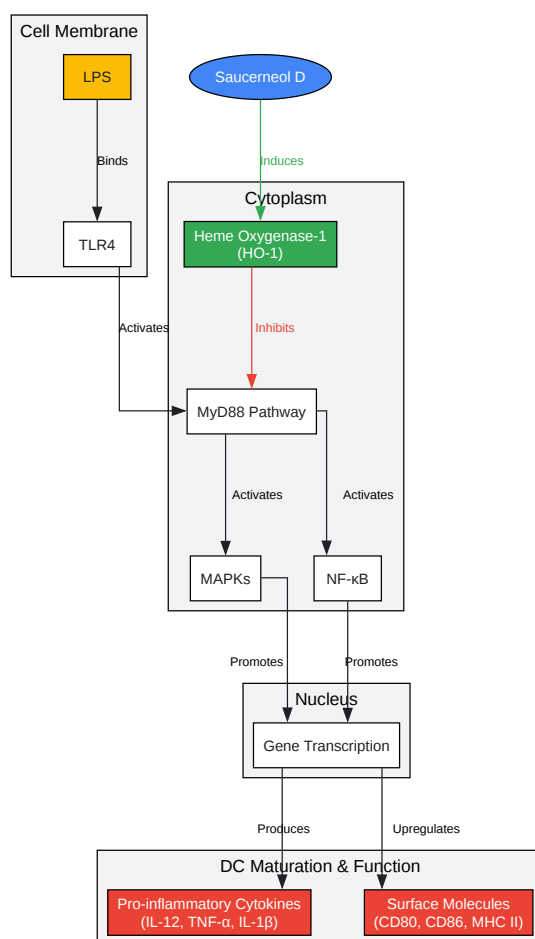 Cell Membrane
LPS
Saucerneol D
Binds
Induces
Cytoplasm
TLR4
Heme Oxygenase-1
(HO-1)
Activates
Inhibits
MyD88 Pathway
Activates
Activates
MAPKs
NF-κB
Promotes
Promotes
Nucleus
Gene Transcription
Produces
Upregulates
DC Maturation & Function
Pro-inflammatory Cytokines
(IL-12, TNF-α, IL-1β)
Surface Molecules
(CD80, CD86, MHC II)